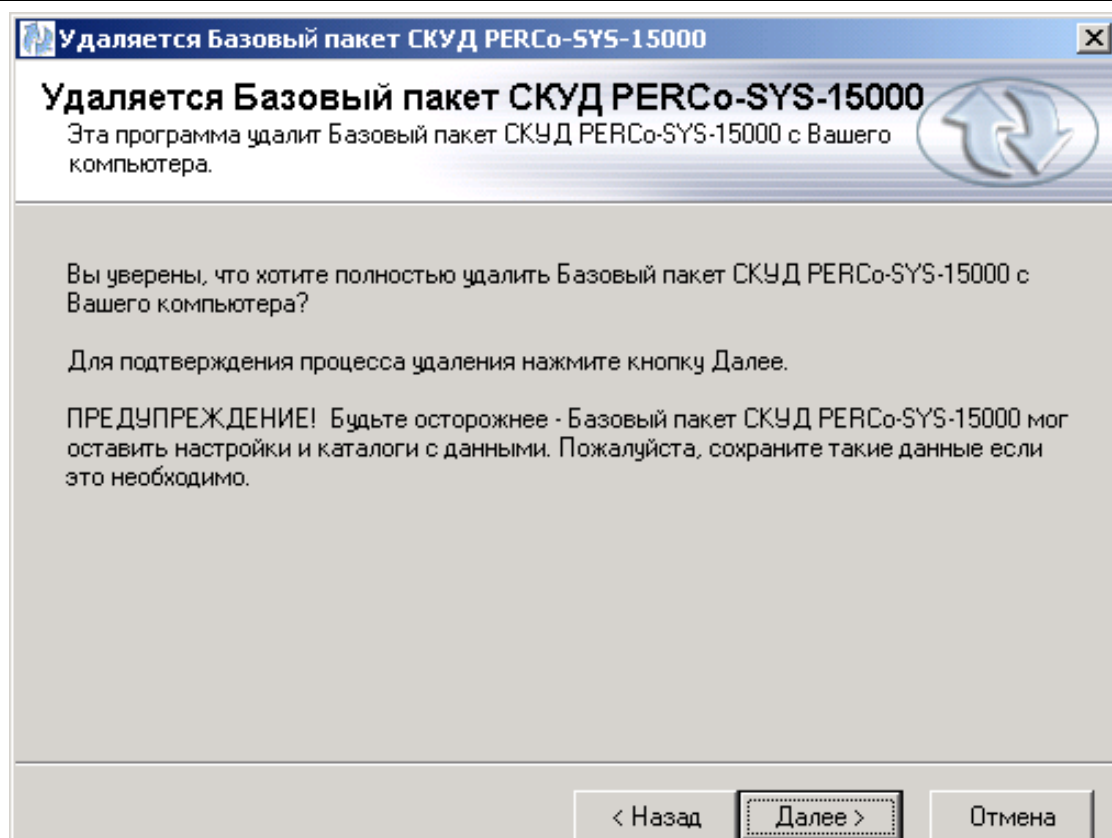 Удаляется Базовый пакет СКУД PERCo-SYS-15000
Удаляется Базовый пакет СКУД PERCo-SYS-15000
Эта программа удалит Базовый пакет СКУД PERCo-SYS-15000 с Вашего
компьютера.
Вы уверены, что хотите полностью удалить Базовый пакет СКУД PERCo-SYS-15000 с
Вашего компьютера?
Для подтверждения процесса удаления нажмите кнопку Далее.
ПРЕДУПРЕЖДЕНИЕ! Будьте осторожнее - Базовый пакет СКУД PERCo-SYS-15000 мог
оставить настройки и каталоги с данными. Пожалуйста, сохраните такие данные если
это необходимо.
< Назад Далее > Отмена